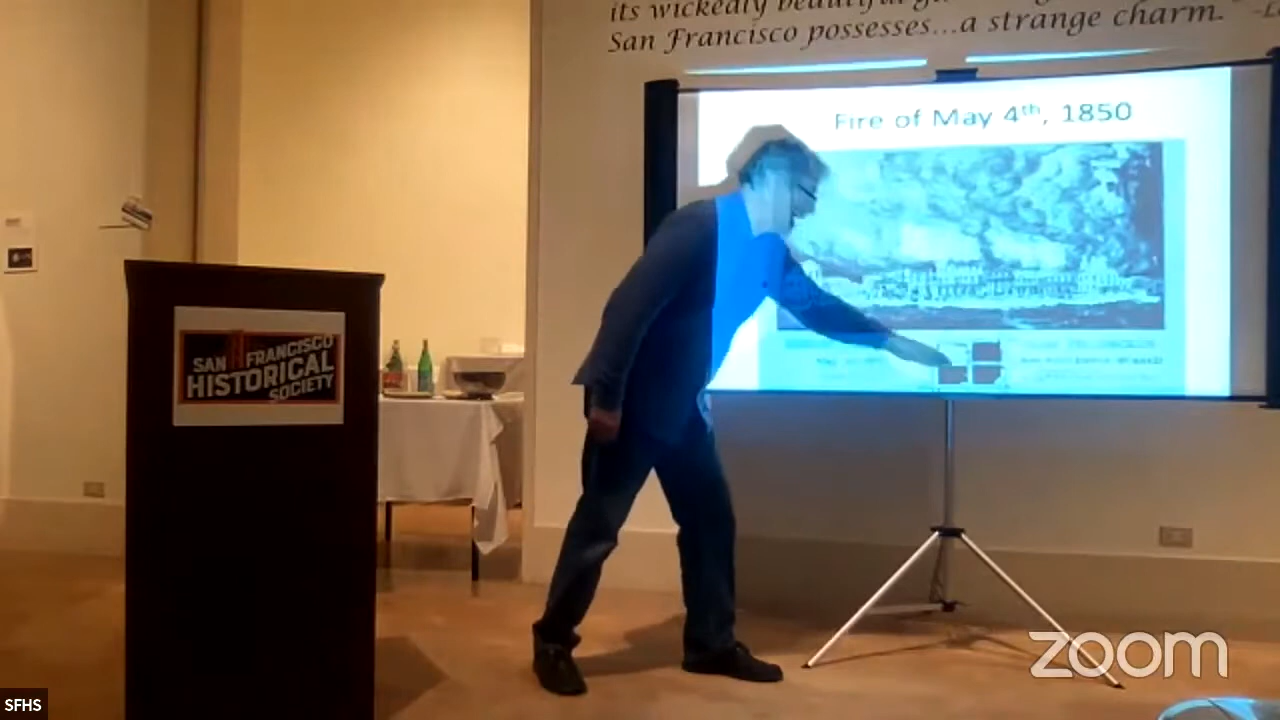 its wickedly beautiful
San Francisco possesses...a strange charm.
Fire of May 4th, 1850
SAN FRANCISCO
HISTORICAL
SOCIETY
zoom
SFHS